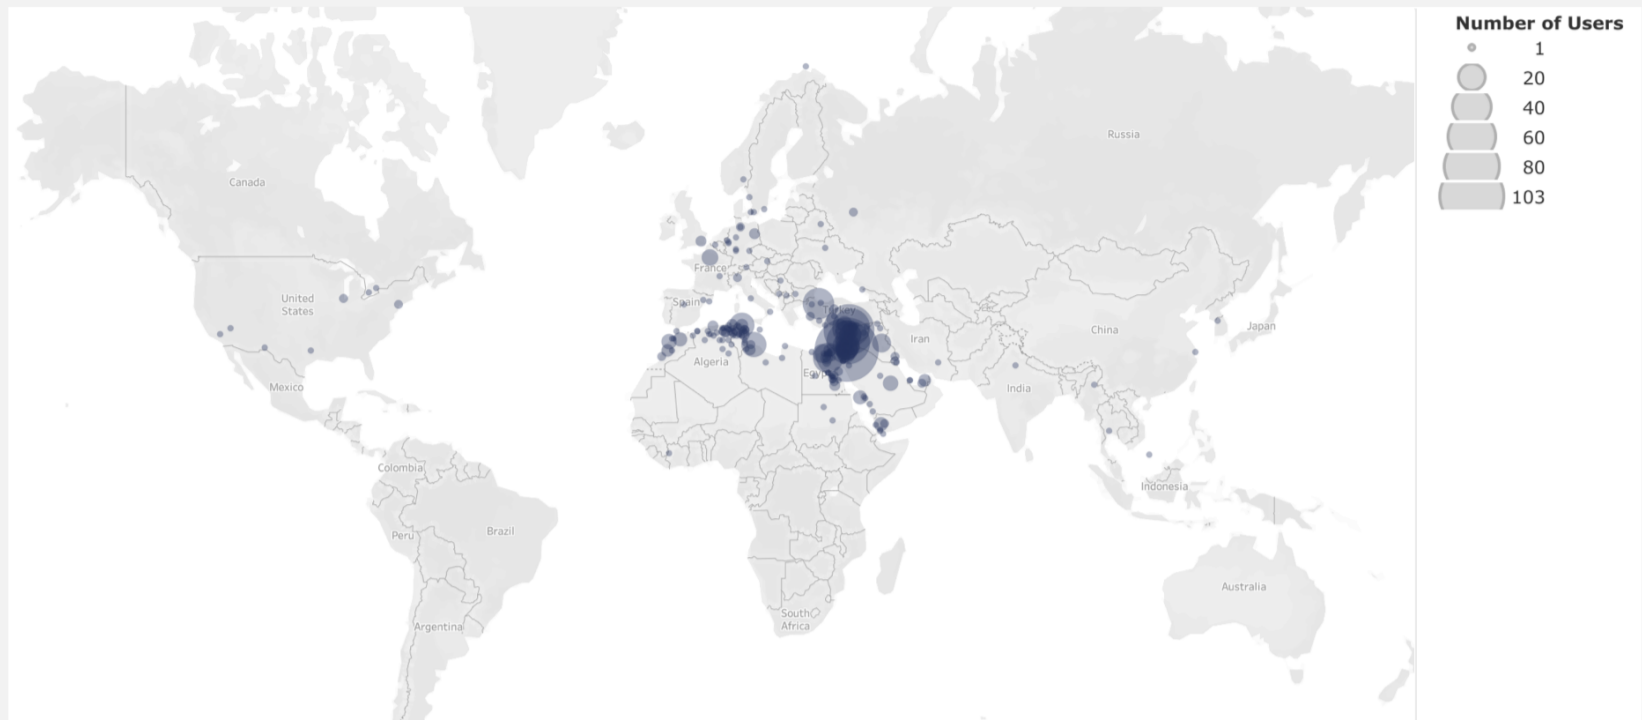 Number of Users
1
20
40
60
80
103
Russia
Canada
France
United
States
Spain
China
Japan
Iran
Algeria
Mexico
India
Colombia
Indonesia
Brazil
Peru
Australia
South
Africa
Argentina